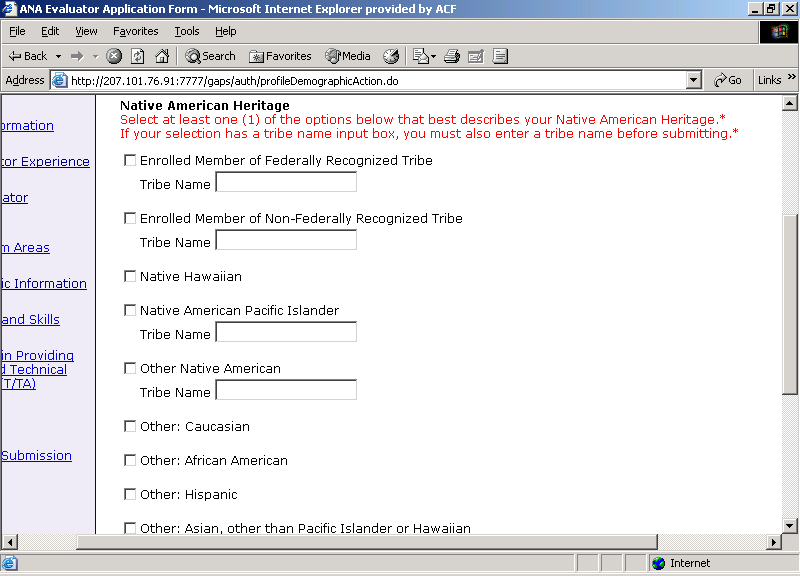 ANA Evaluator Application Form - Microsoft Internet Explorer provided by ACF
File Edit View Favorites Tools Help
Back Search Favorites Media
Address http://207.101.76.91:7777/gaps/auth/profileDemographicAction.do Go Links »
Native American Heritage
Select at least one (1) of the options below that best describes your Native American Heritage.*
If your selection has a tribe name input box, you must also enter a tribe name before submitting.*
ormation
tor Experience
ator
m Areas
ic Information
and Skills
in Providing
d Technical
(T/TA)
Submission
Enrolled Member of Federally Recognized Tribe
Tribe Name
Enrolled Member of Non-Federally Recognized Tribe
Tribe Name
Native Hawaiian
Native American Pacific Islander
Tribe Name
Other Native American
Tribe Name
Other: Caucasian
Other: African American
Other: Hispanic
Other: Asian, other than Pacific Islander or Hawaiian
Internet